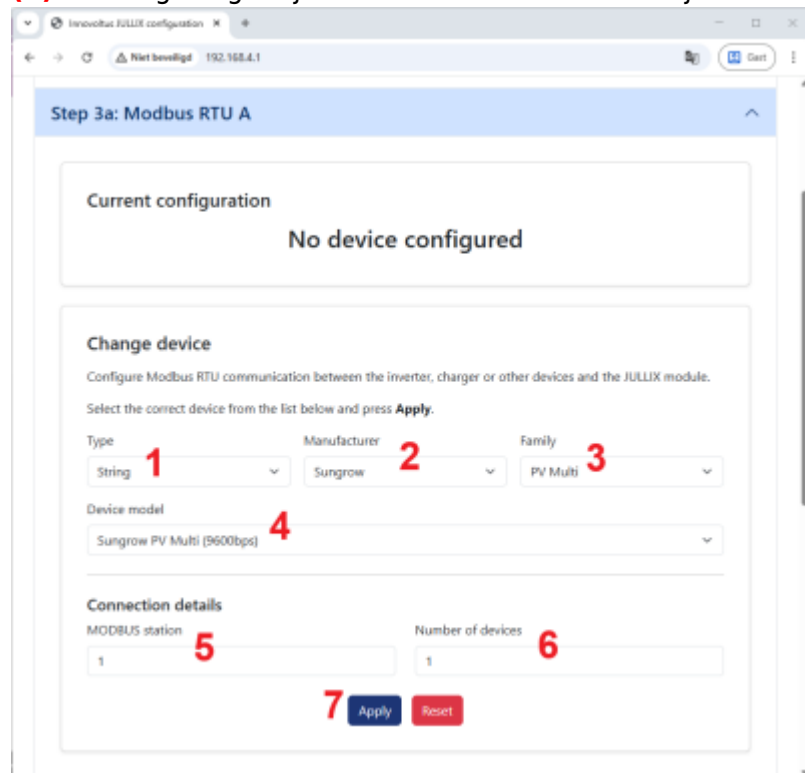 Innovoltus JULLIX configuration
Niet beveiligd 192.168.4.1 Gert
Step 3a: Modbus RTU A
Current configuration
No device configured
Change device
Configure Modbus RTU communication between the inverter, charger or other devices and the JULLIX module.
Select the correct device from the list below and press Apply.
Type Manufacturer Family
1 2 3
String Sungrow PV Multi
Device model
4
Sungrow PV Multi (9600bps)
Connection details
MODBUS station Number of devices
5 6
1 1
7 Apply Reset